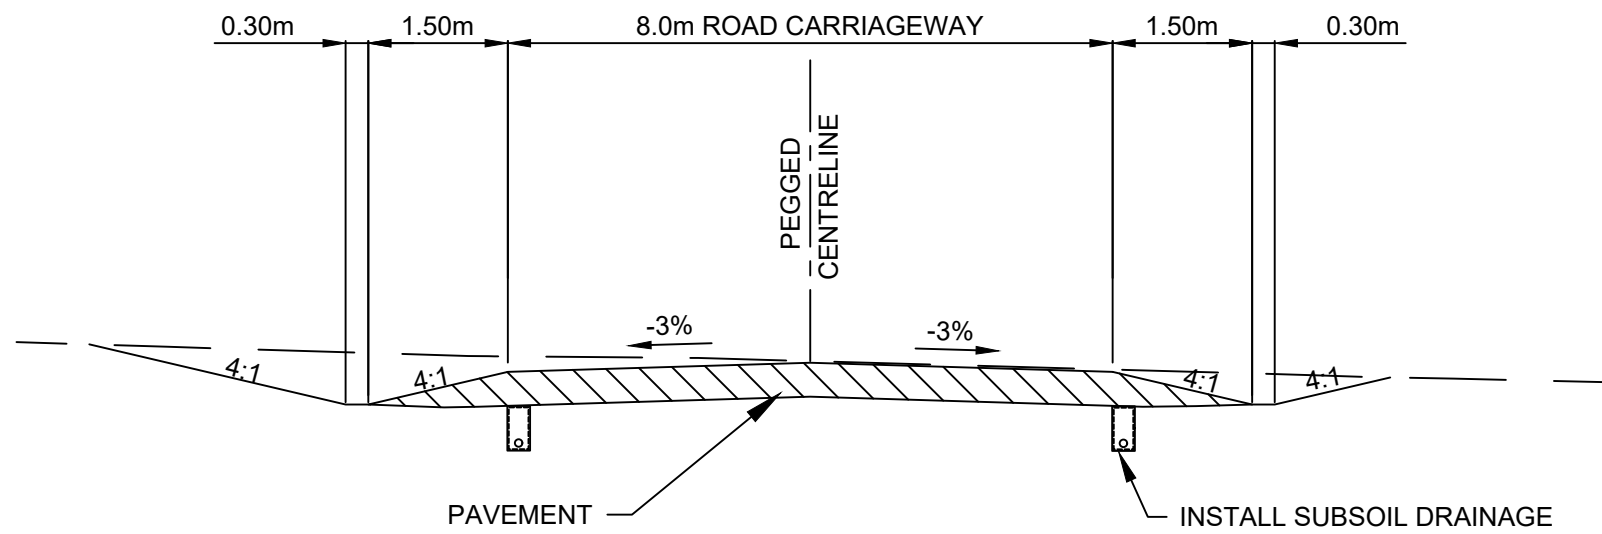 0.30m
1.50m
8.0m ROAD CARRIAGEWAY
1.50m
0.30m
PEGGED
CENTRELINE
-3%
-3%
4:1
4:1
4:1
4:1
PAVEMENT
INSTALL SUBSOIL DRAINAGE